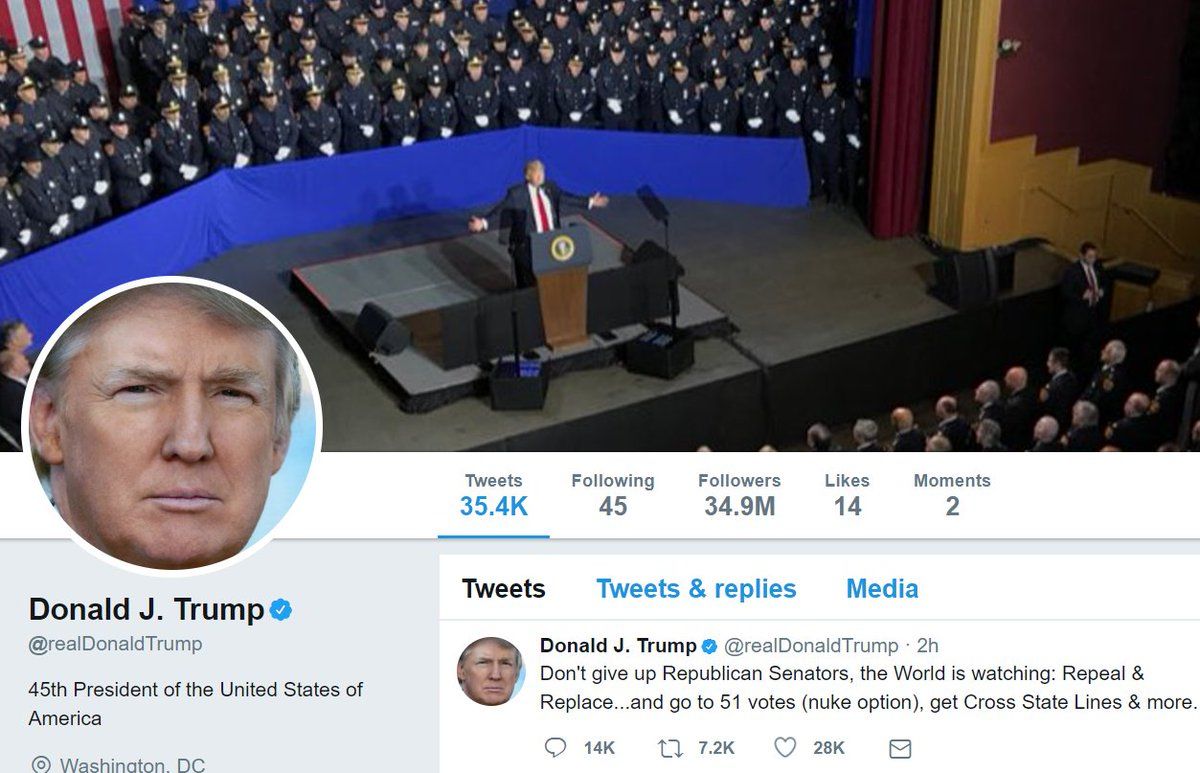 Tweets
35.4K
Following
45
Followers
34.9M
Likes
14
Moments
2
Donald J. Trump
@realDonaldTrump
45th President of the United States of
America
Washington, DC
Tweets Tweets & replies Media
Donald J. Trump @realDonaldTrump · 2h
Don't give up Republican Senators, the World is watching: Repeal &
Replace...and go to 51 votes (nuke option), get Cross State Lines & more.
14K 7.2K 28K